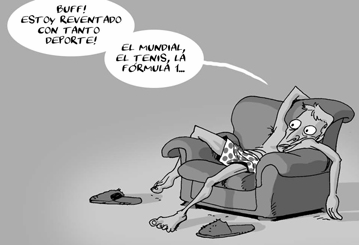 BUFF!
ESTOY REVENTADO
CON TANTO
DEPORTE!
EL MUNDIAL,
EL TENIS, LA
FÓRMULA 1...